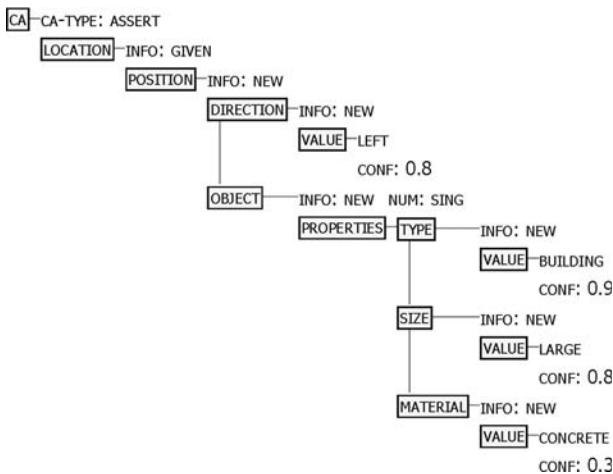 CA CA-TYPE: ASSERT
LOCATION INFO: GIVEN
POSITION INFO: NEW
DIRECTION INFO: NEW
VALUE LEFT
CONF: 0.8
OBJECT INFO: NEW NUM: SING
PROPERTIES TYPE INFO: NEW
VALUE BUILDING
CONF: 0.9
SIZE INFO: NEW
VALUE LARGE
CONF: 0.8
MATERIAL INFO: NEW
VALUE CONCRETE
CONF: 0.3